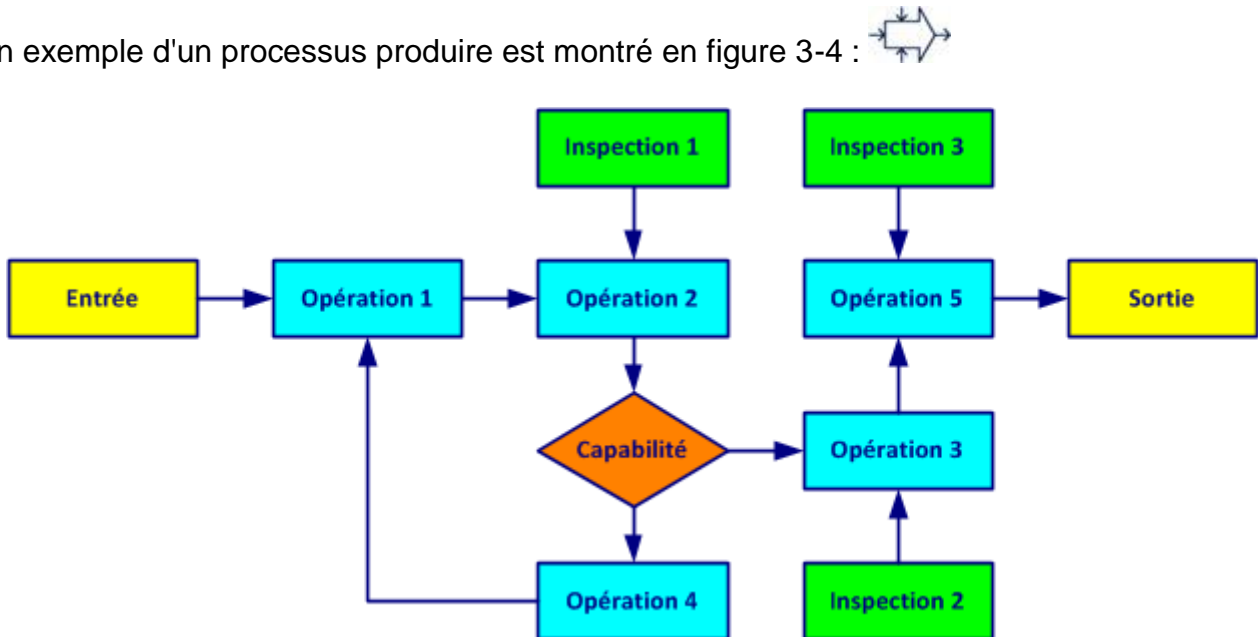 n exemple d'un processus produire est montré en figure 3-4 :
Inspection 1
Inspection 3
Entrée
Opération 1
Opération 2
Opération 5
Sortie
Capabilité
Opération 3
Opération 4
Inspection 2